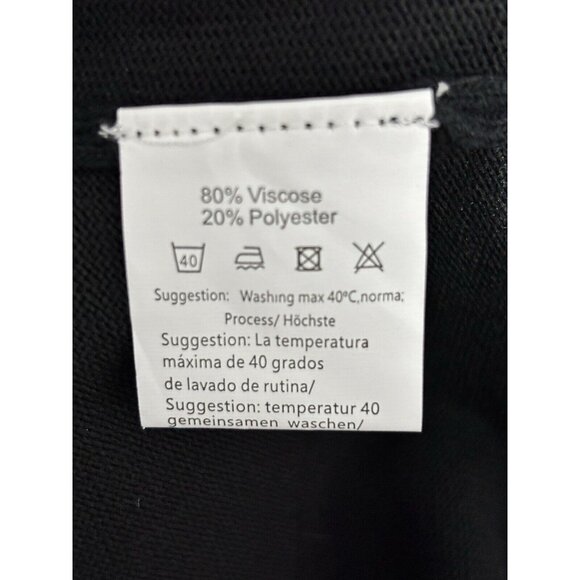 80% Viscose
20% Polyester
40
Suggestion: Washing max 40ºC,norma;
Process/ Höchste
Suggestion: La temperatura
máxima de 40 grados
de lavado de rutina/
Suggestion: temperatur 40
gemeinsamen waschen/